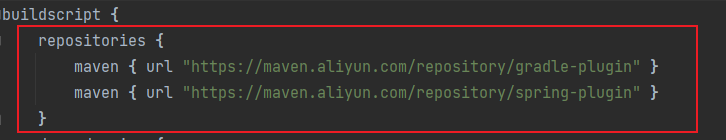 buildscript {
repositories {
maven { url "https://maven.aliyun.com/repository/gradle-plugin" }
maven { url "https://maven.aliyun.com/repository/spring-plugin" }
}